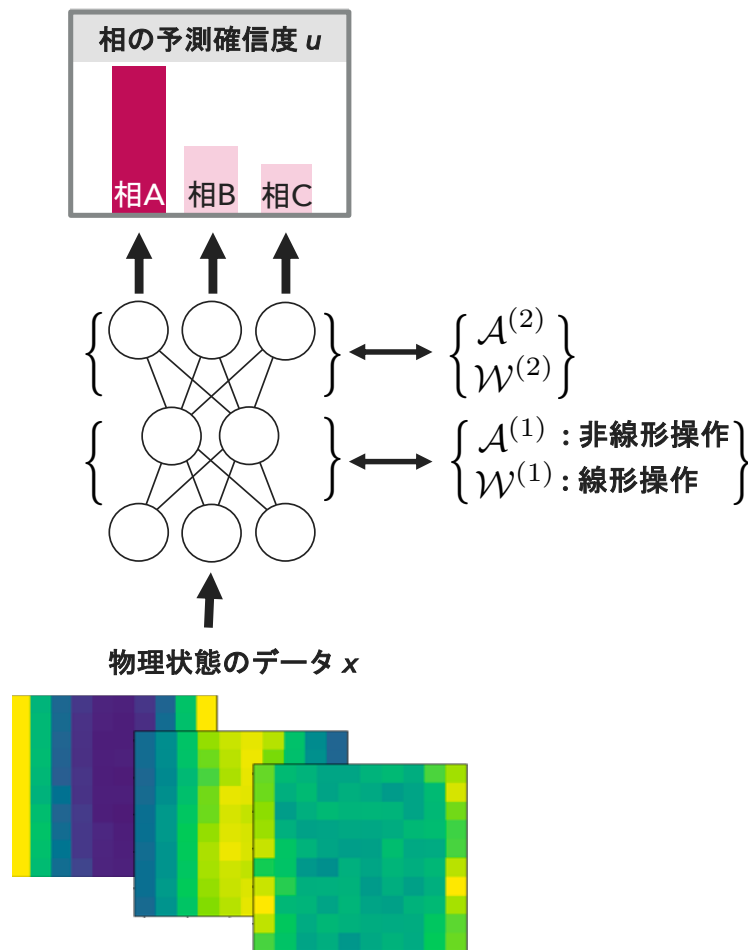 相の予測確信度 u
相A 相B 相C
𝒜^(2)
𝒲^(2)
𝒜^(1) : 非線形操作
𝒲^(1) : 線形操作
物理状態のデータ x